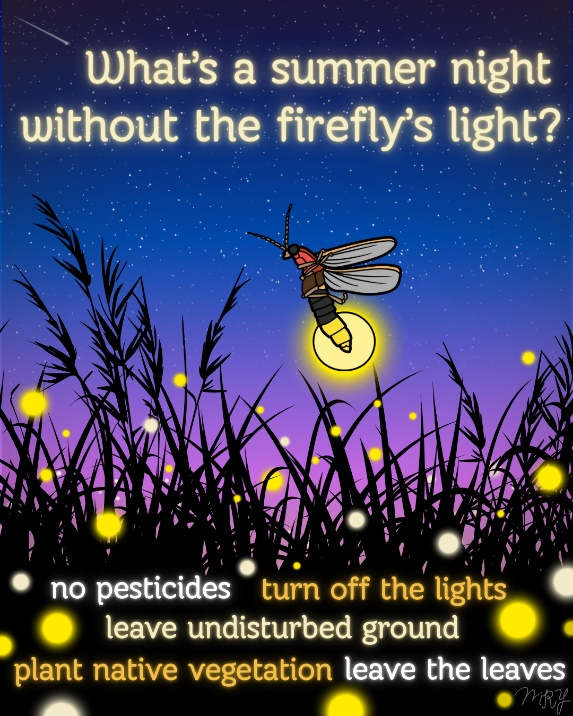 What's a summer night
without the firefly's light?
no pesticides turn off the lights
leave undisturbed ground
plant native vegetation leave the leaves
MRY